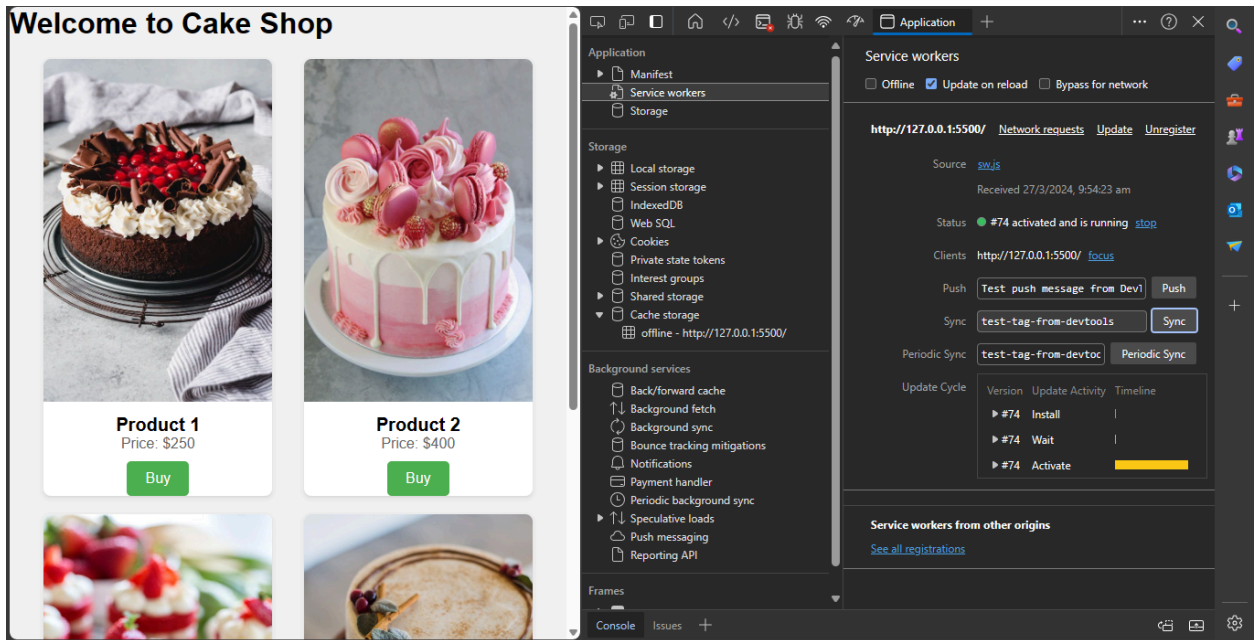 Welcome to Cake Shop
Product 1
Price: $250
Buy
Product 2
Price: $400
Buy
Application
Application
Manifest
Service workers
Storage
Storage
Local storage
Session storage
IndexedDB
Web SQL
Cookies
Private state tokens
Interest groups
Shared storage
Cache storage
offline - http://127.0.0.1:5500/
Background services
Back/forward cache
Background fetch
Background sync
Bounce tracking mitigations
Notifications
Payment handler
Periodic background sync
Speculative loads
Push messaging
Reporting API
Frames
Service workers
Offline Update on reload Bypass for network
http://127.0.0.1:5500/ Network requests Update Unregister
Source sw.js
Received 27/3/2024, 9:54:23 am
Status #74 activated and is running stop
Clients http://127.0.0.1:5500/ focus
Push Test push message from Dev Push
Sync test-tag-from-devtools Sync
Periodic Sync test-tag-from-devtoc Periodic Sync
Update Cycle Version Update Activity Timeline
#74 Install
#74 Wait
#74 Activate
Service workers from other origins
See all registrations
Console Issues